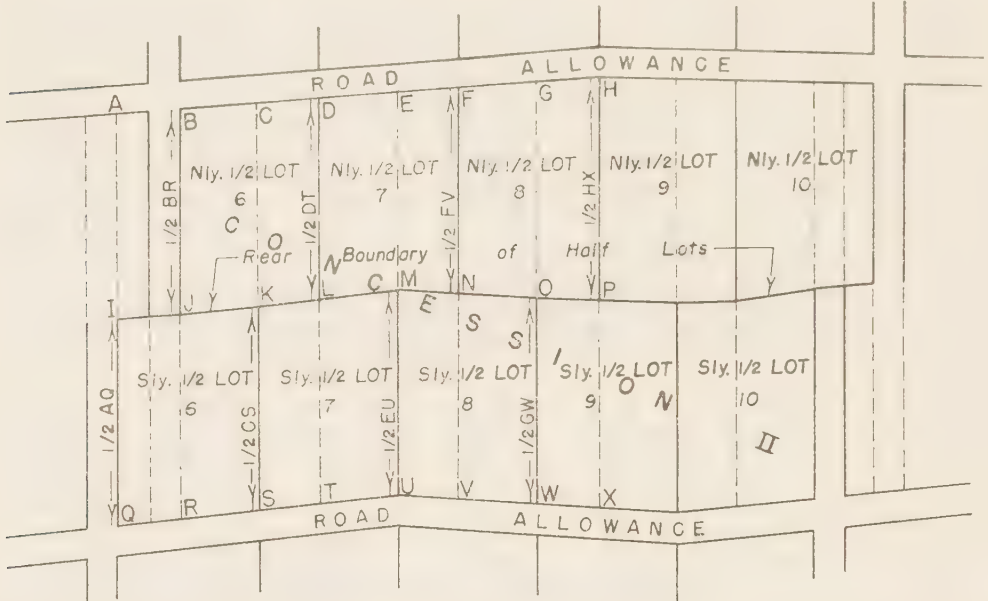 ROAD ALLOWANCE
A B C D E F G H
Nly. 1/2 LOT 6
Nly. 1/2 LOT 7
Nly. 1/2 LOT 8
Nly. 1/2 LOT 9
Nly. 1/2 LOT 10
1/2 BR
1/2 DT
1/2 FV
1/2 HX
CONCESSION II
Rear Boundary of Half Lots
I J K L M N O P
Sly. 1/2 LOT 6
Sly. 1/2 LOT 7
Sly. 1/2 LOT 8
Sly. 1/2 LOT 9
Sly. 1/2 LOT 10
1/2 AQ
1/2 CS
1/2 EU
1/2 GW
Q R S T U V W X
ROAD ALLOWANCE